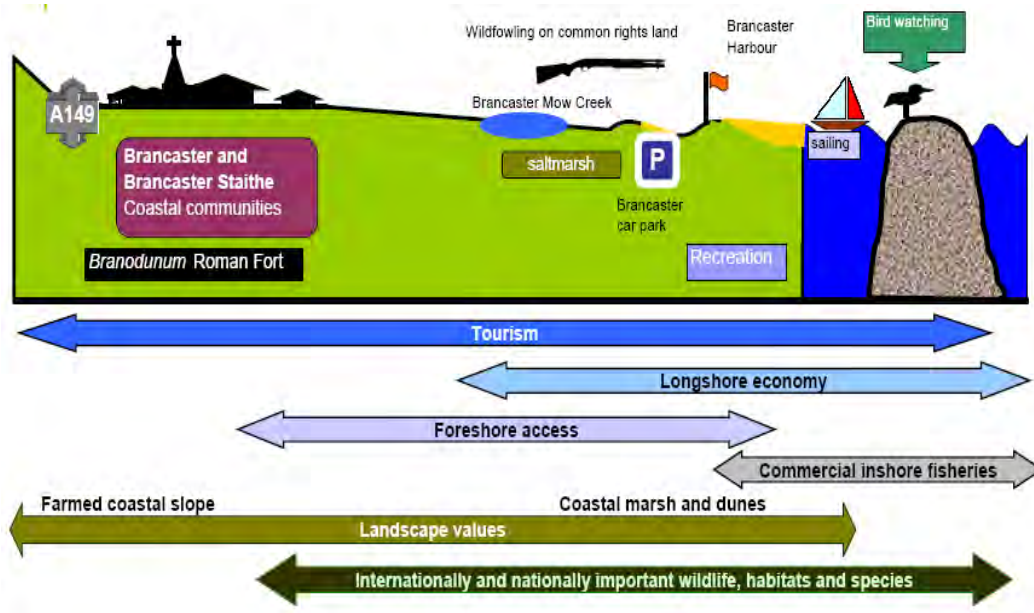 Wildfowling on common rights land
Brancaster
Harbour
Bird watching
A149
Brancaster Mow Creek
sailing
Brancaster and
Brancaster Staithe
Coastal communities
saltmarsh
P
Brancaster
car park
Branodunum Roman Fort
Recreation
Tourism
Longshore economy
Foreshore access
Commercial inshore fisheries
Farmed coastal slope
Coastal marsh and dunes
Landscape values
Internationally and nationally important wildlife, habitats and species